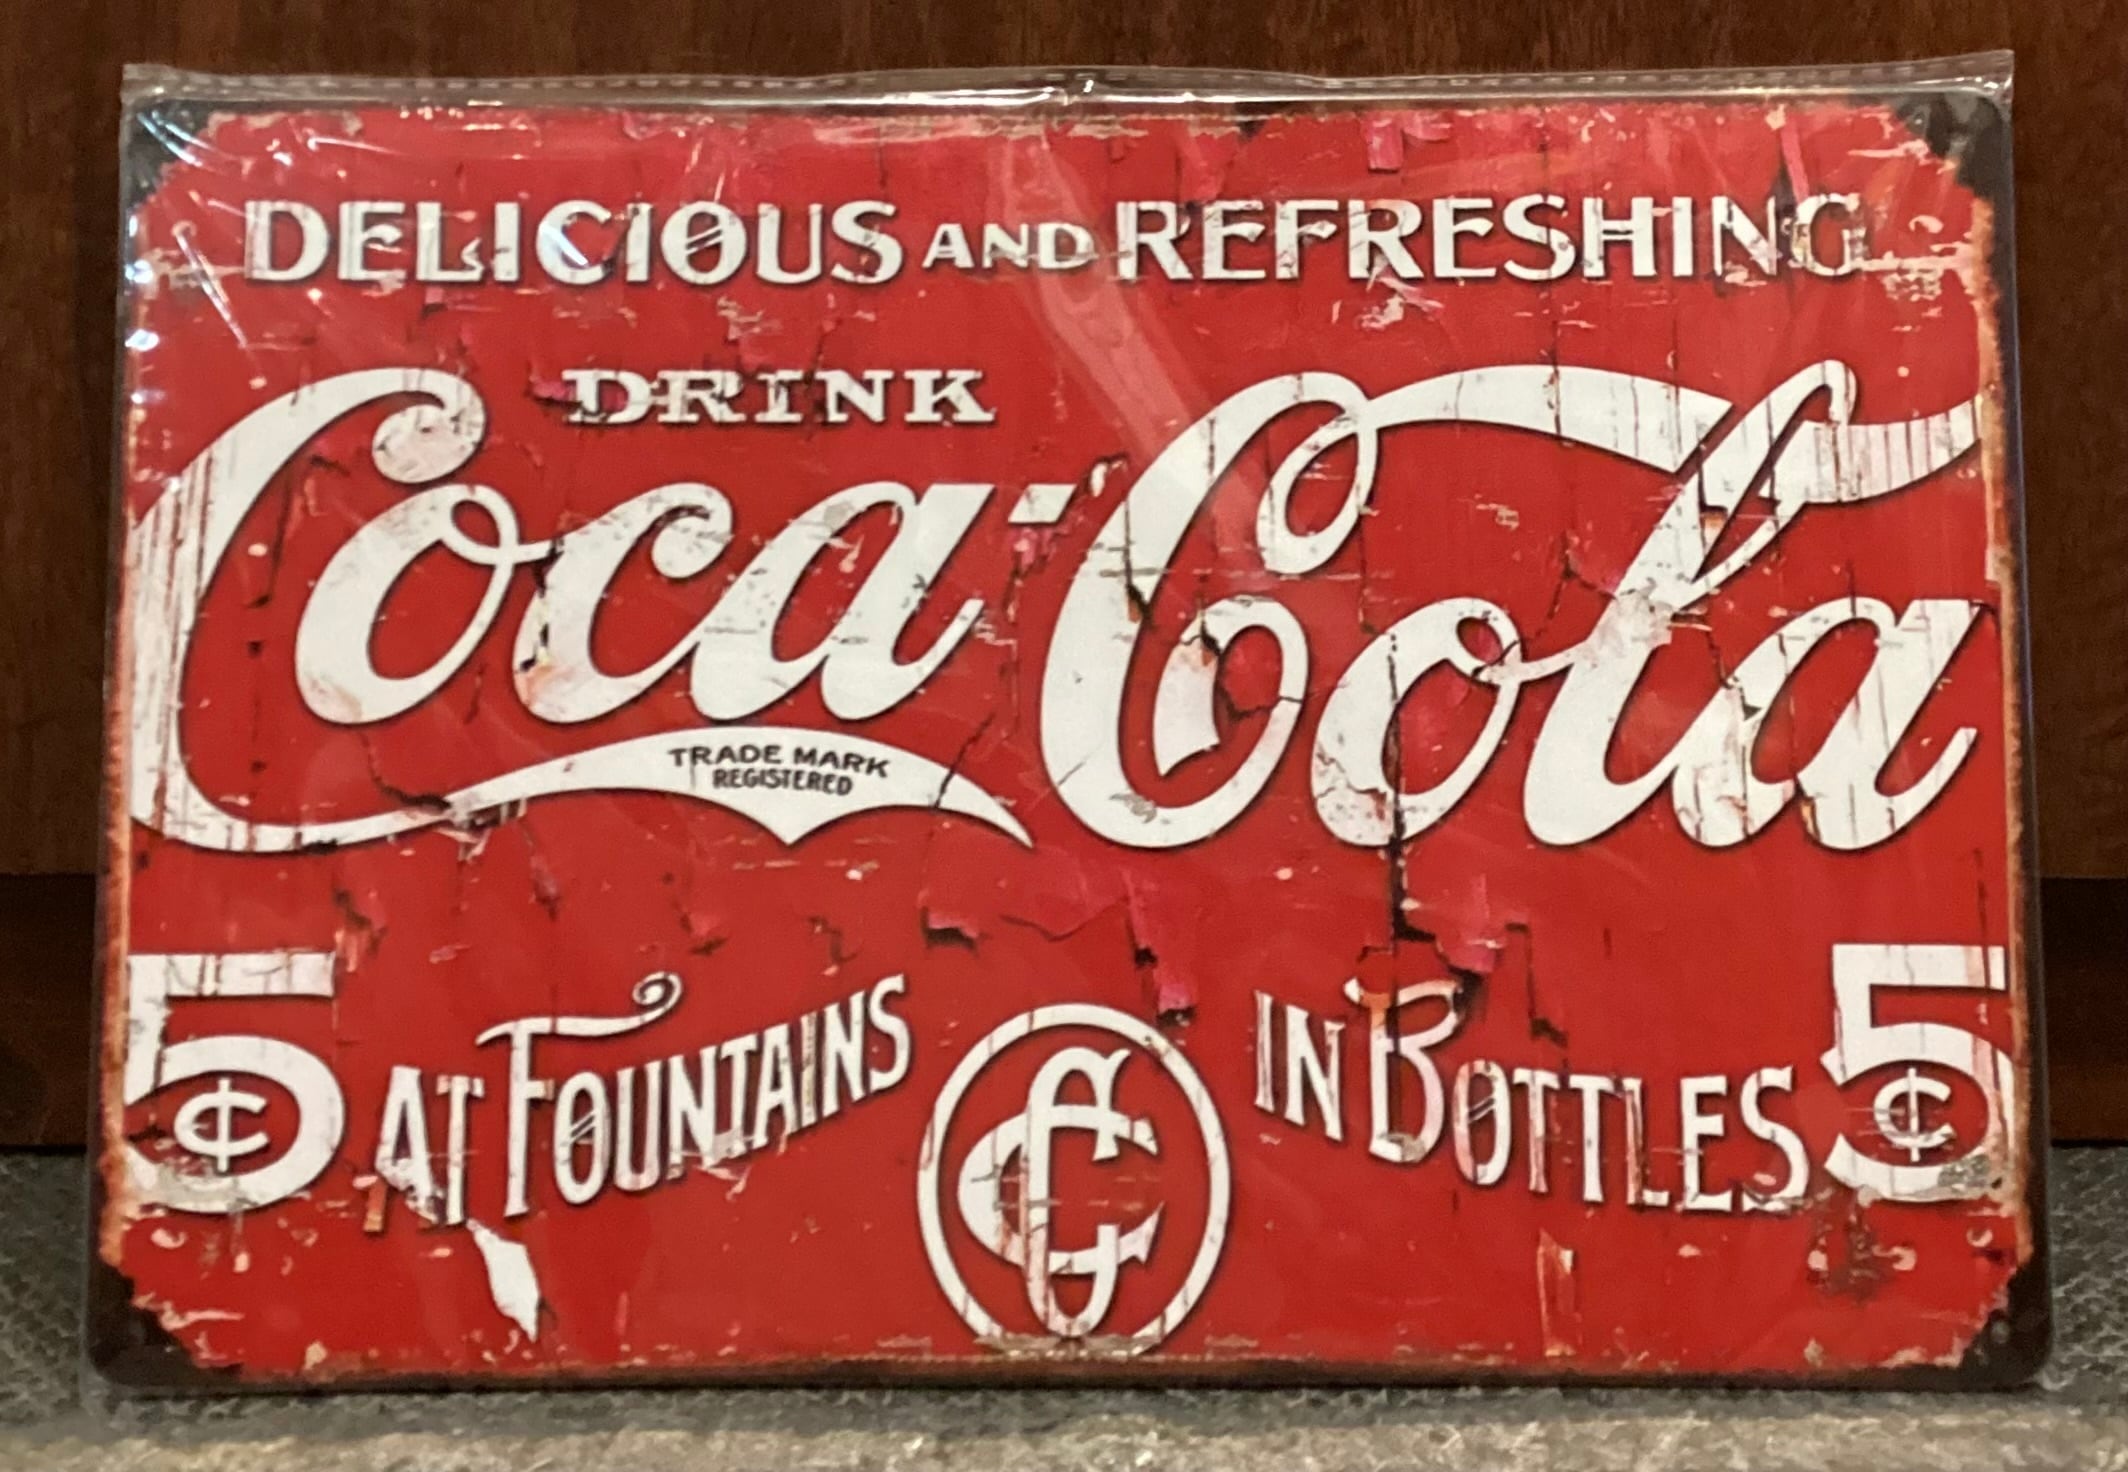 DELICIOUS AND REFRESHING
DRINK
Coca-Cola
TRADE MARK
REGISTERED
5¢ AT FOUNTAINS CC IN BOTTLES 5¢